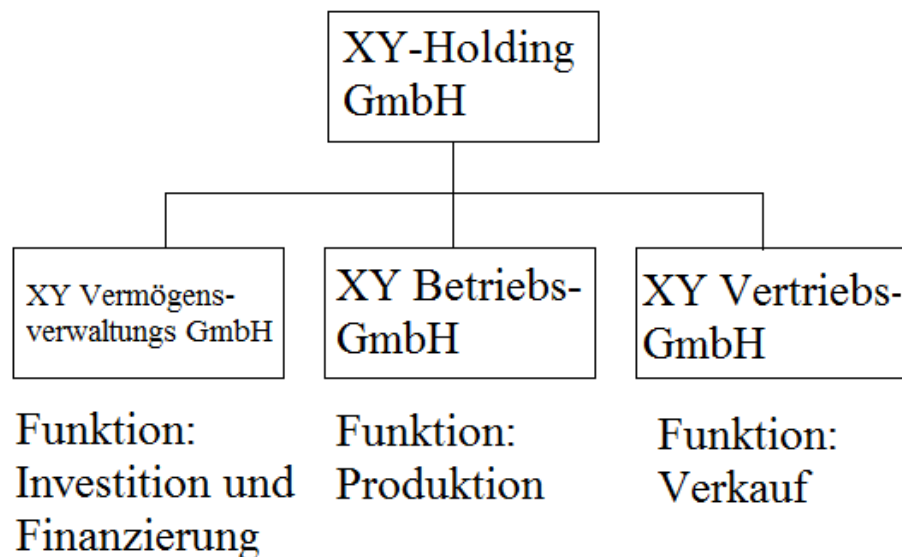 XY-Holding
GmbH
XY Vermögens-
verwaltungs GmbH
XY Betriebs-
GmbH
XY Vertriebs-
GmbH
Funktion:
Investition und
Finanzierung
Funktion:
Produktion
Funktion:
Verkauf